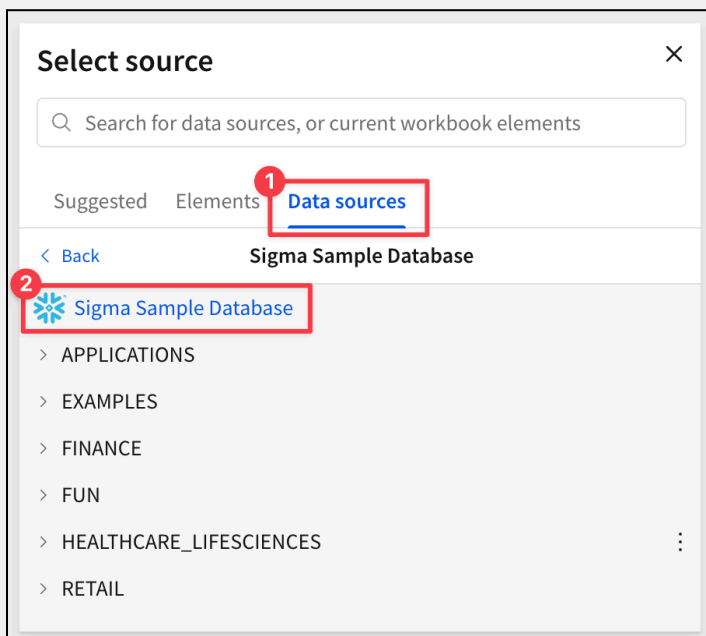 Select source
Search for data sources, or current workbook elements
1
Suggested Elements Data sources
Back Sigma Sample Database
2
Sigma Sample Database
APPLICATIONS
EXAMPLES
FINANCE
FUN
HEALTHCARE_LIFESCIENCES
RETAIL